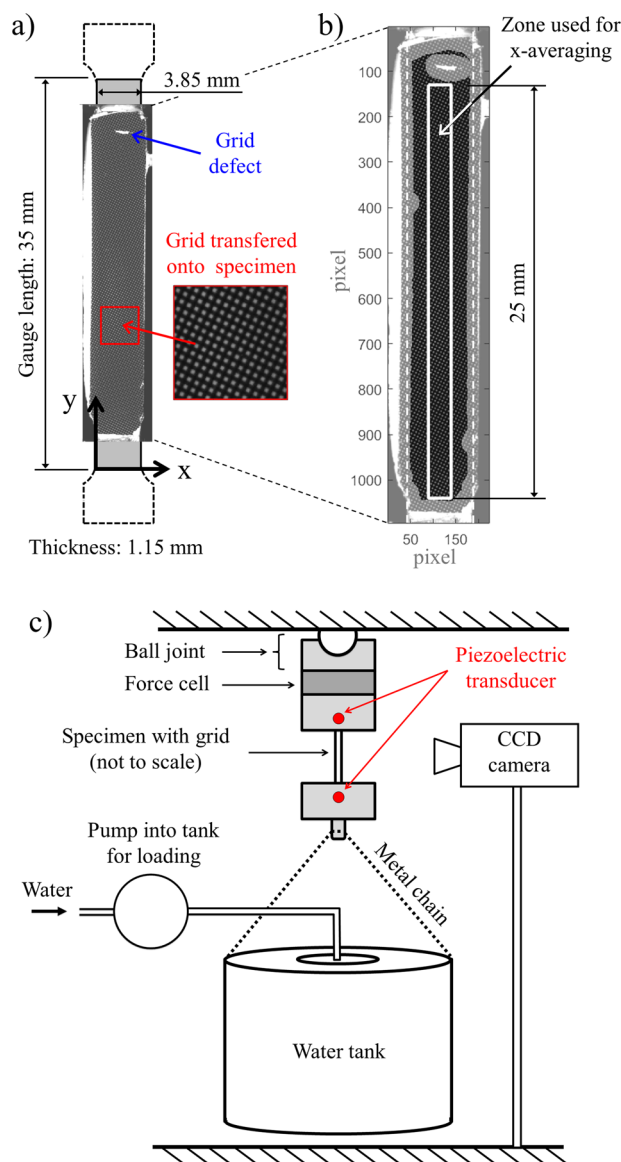 a)
3.85 mm
Grid
defect
Gauge length: 35 mm
Grid transfered
onto specimen
y
x
Thickness: 1.15 mm
b)
Zone used for
x-averaging
100
200
300
400
500
600
700
800
900
1000
pixel
25 mm
50
150
pixel
c)
Ball joint
Force cell
Piezoelectric
transducer
Specimen with grid
(not to scale)
CCD
camera
Pump into tank
for loading
Metal chain
Water
Water tank